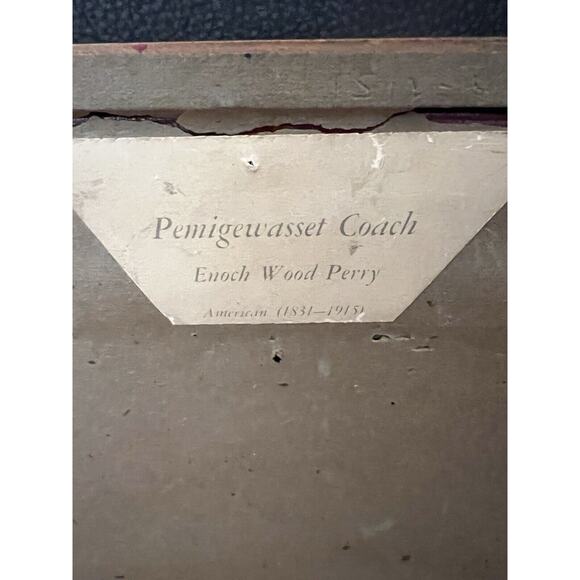 Pemigewasset Coach
Enoch Wood Perry
American (1831—1915)